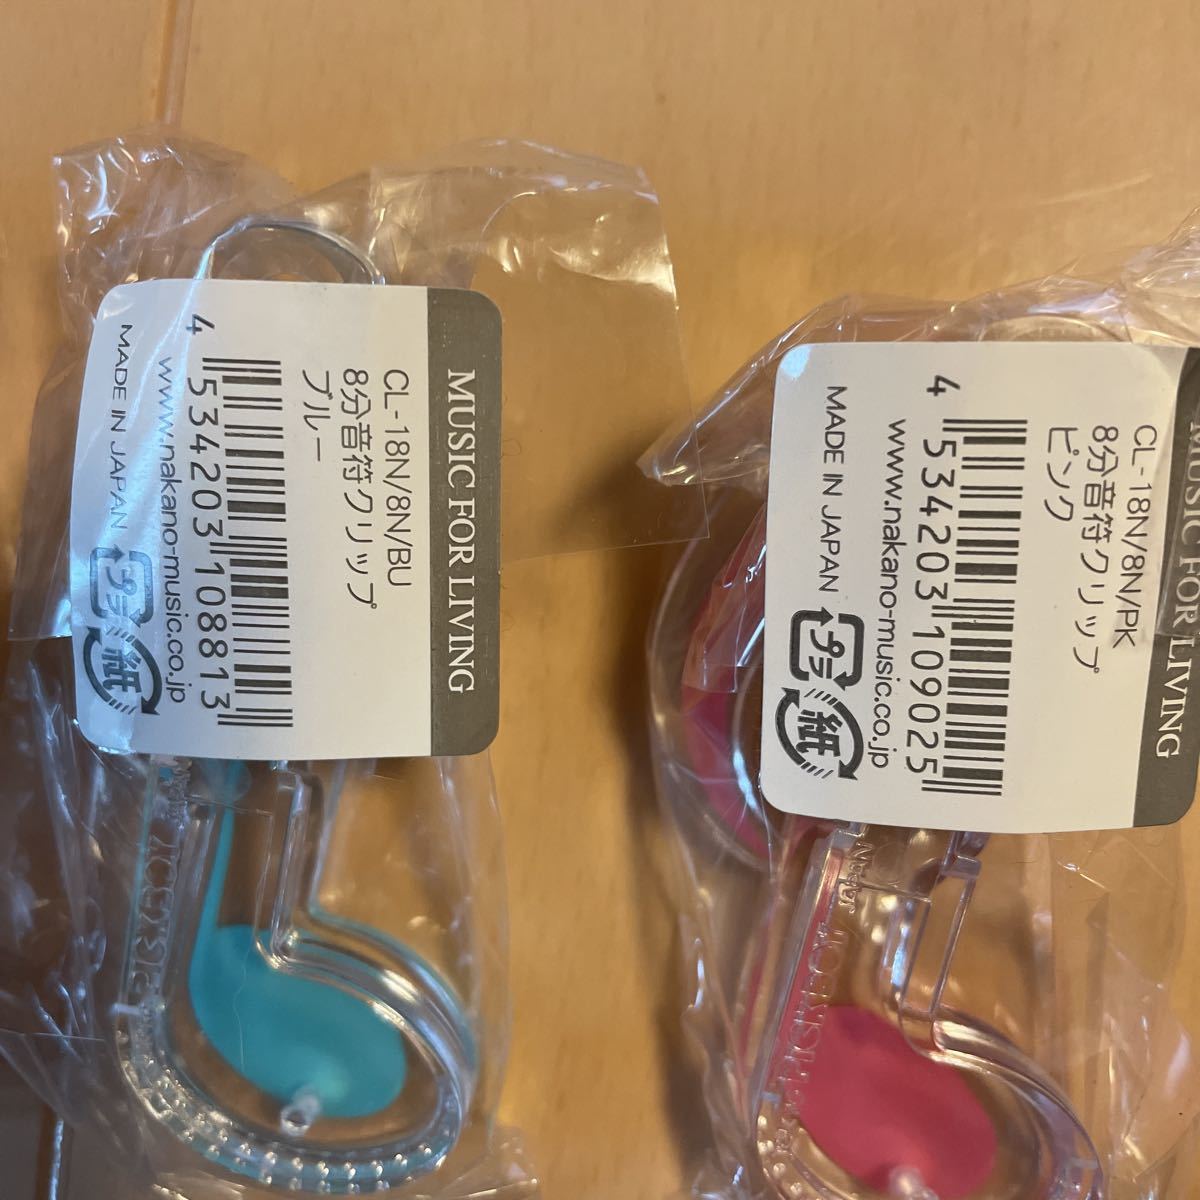 MUSIC FOR LIVING
CL-18N/8N/BU
8分音符クリップ
ブルー
4 534203 108813
www.nakano-music.co.jp
MADE IN JAPAN
プラ
紙
MUSIC FOR LIVING
CL-18N/8N/PK
8分音符クリップ
ピンク
4 534203 109025
www.nakano-music.co.jp
MADE IN JAPAN
プラ
紙